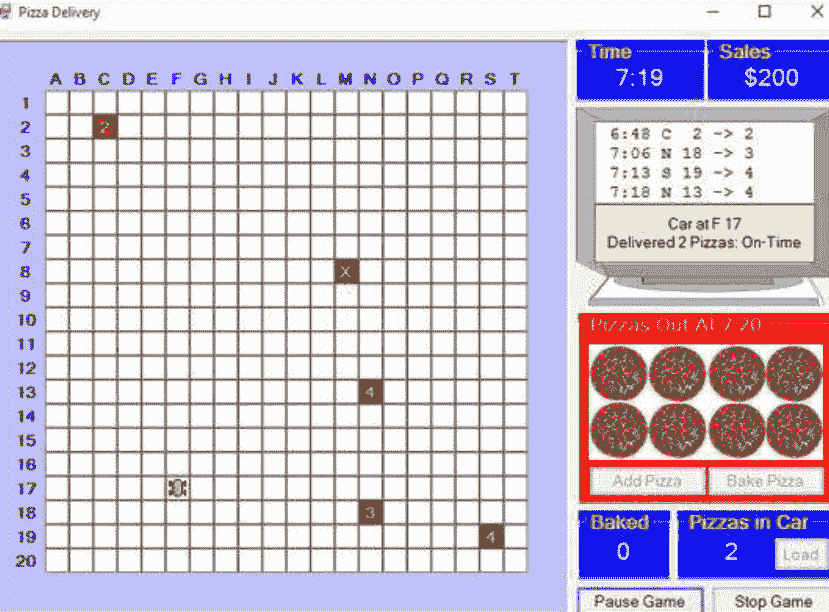 Pizza Delivery
Time
7:19
Sales
$200
A B C D E F G H I J K L M N O P Q R S T
1
2 2
3
4
5
6
7
8 X
9
10
11
12
13 4
14
15
16
17
18 3
19 4
20
6:48 C 2 -> 2
7:06 N 18 -> 3
7:13 S 19 -> 4
7:18 N 13 -> 4
Car at F 17
Delivered 2 Pizzas: On-Time
Pizzas Out At 7:20
Add Pizza
Bake Pizza
Baked
0
Pizzas in Car
2
Load
Pause Game
Stop Game